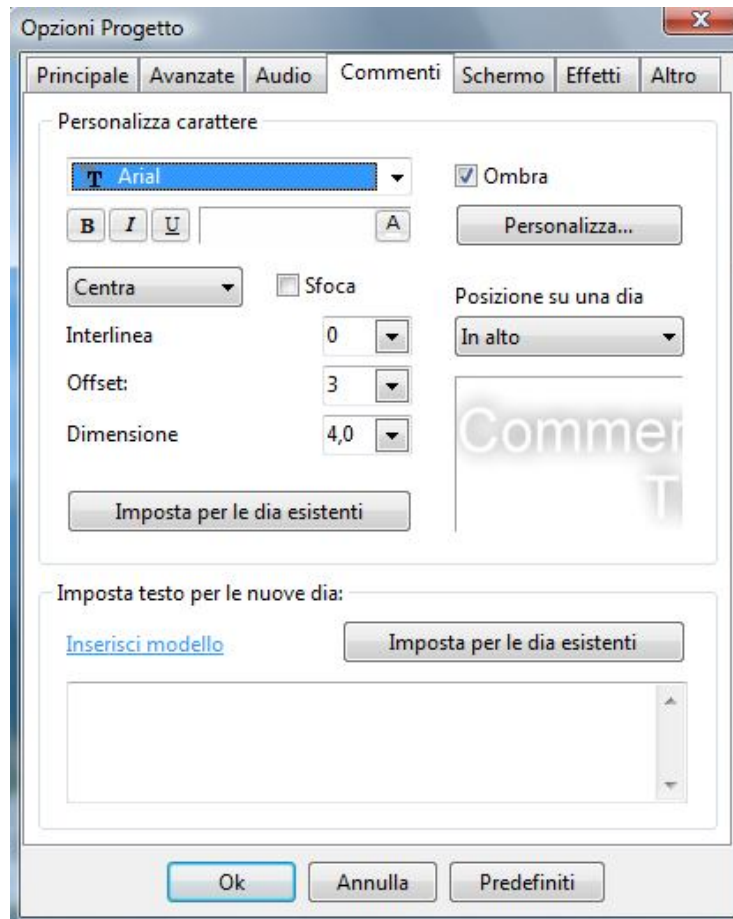 Opzioni Progetto
Principale Avanzate Audio Commenti Schermo Effetti Altro
Personalizza carattere
T Arial
Ombra
B I U A
Personalizza...
Centra
Sfoca
Posizione su una dia
Interlinea 0
In alto
Offset: 3
Dimensione 4,0
Commer
T
Imposta per le dia esistenti
Imposta testo per le nuove dia:
Inserisci modello
Imposta per le dia esistenti
Ok Annulla Predefiniti